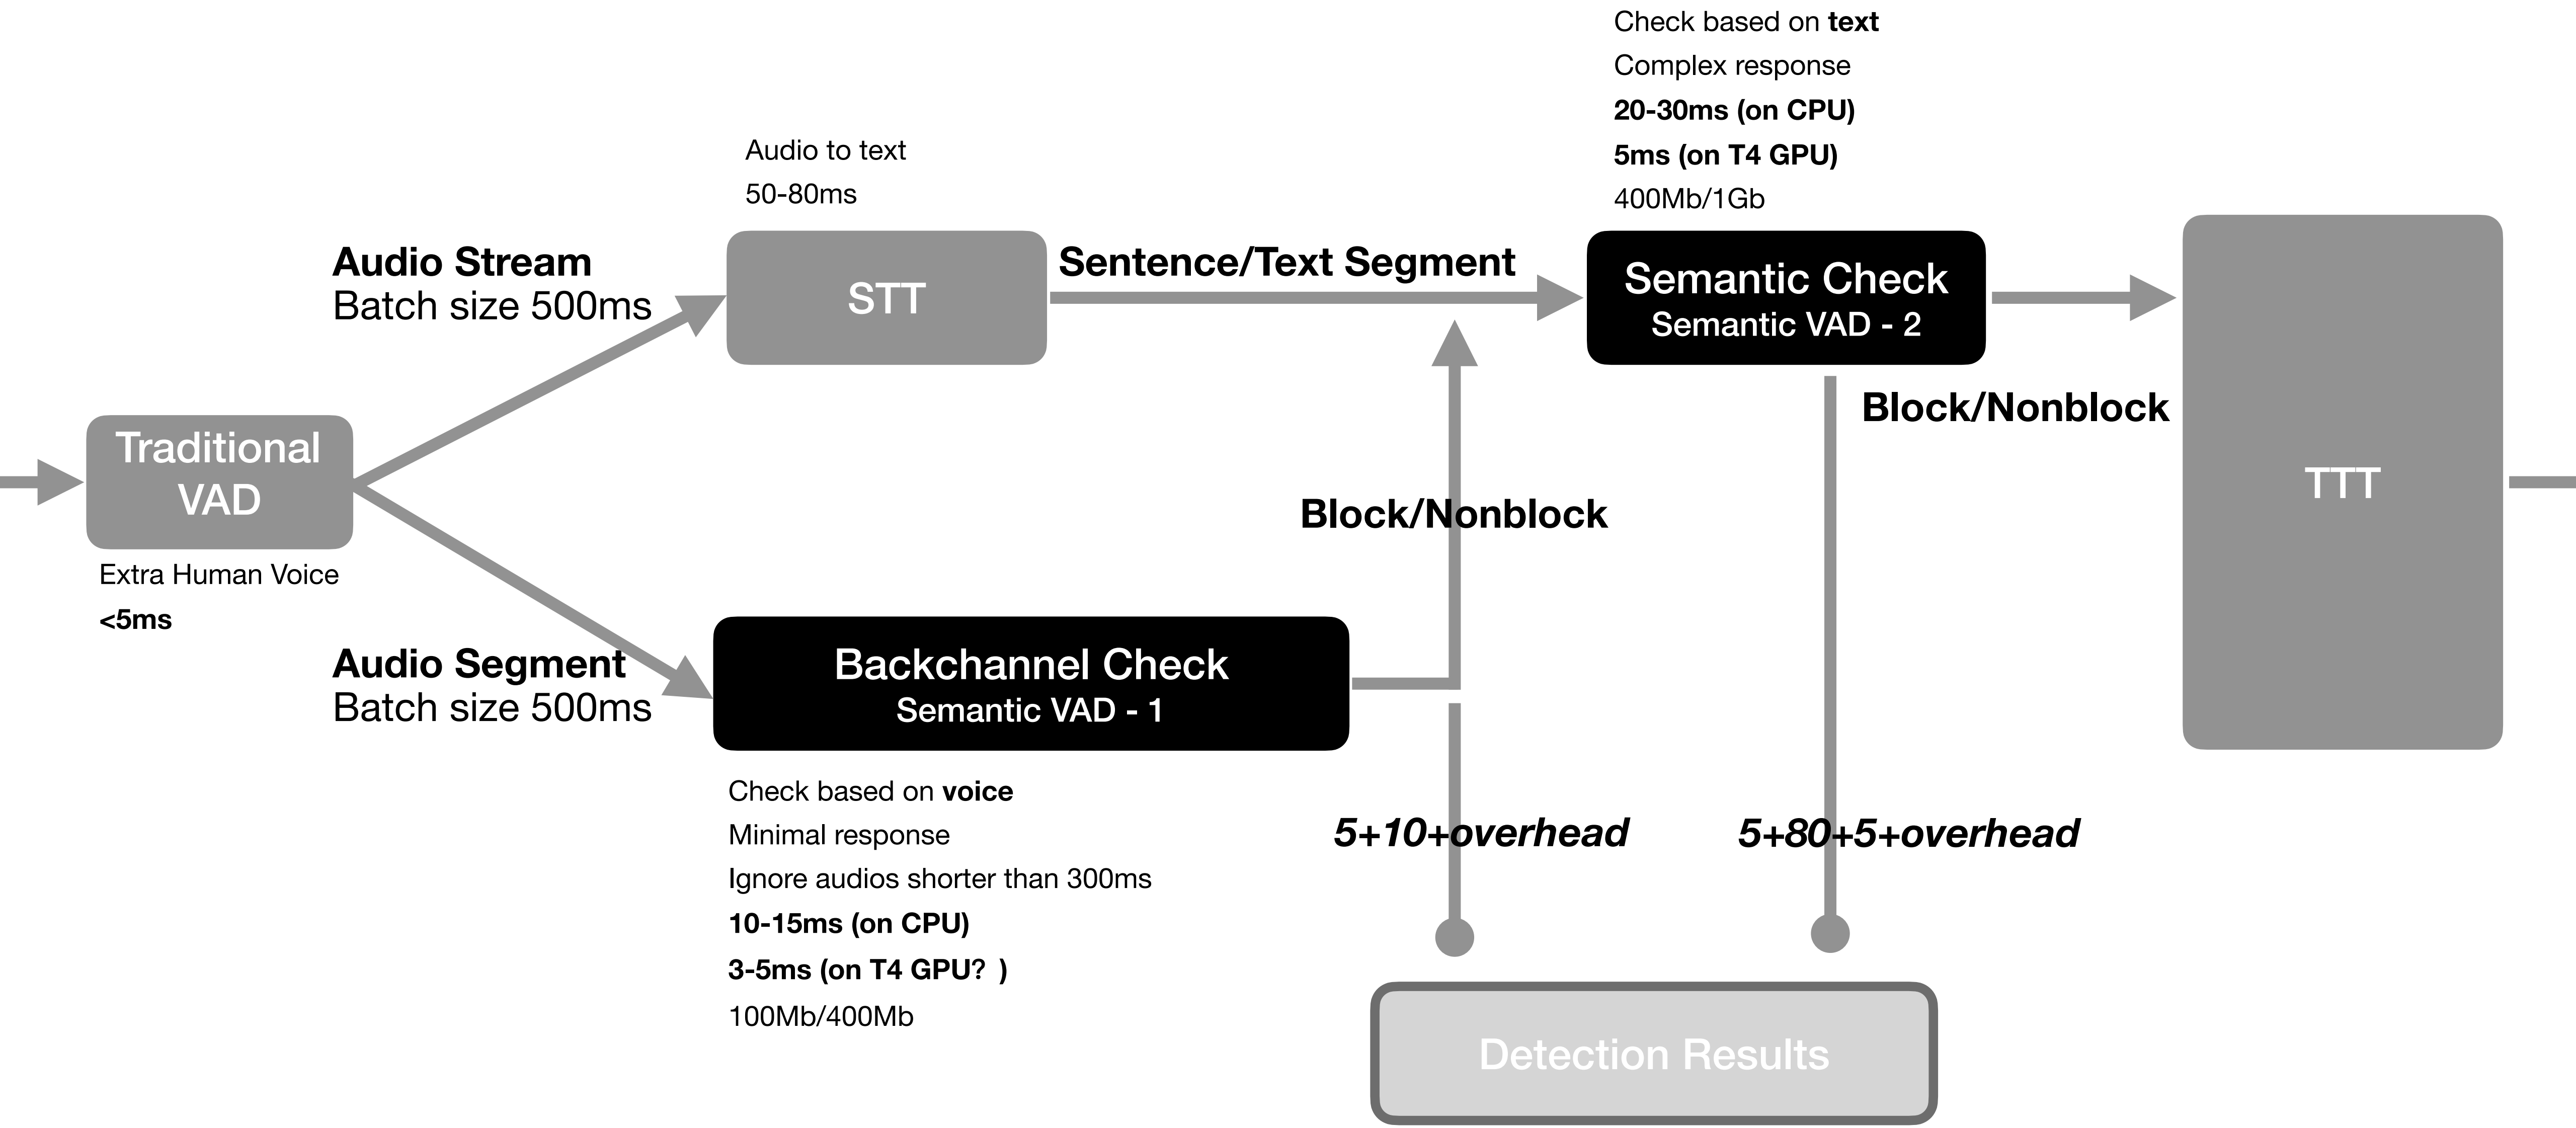 Check based on text
Complex response
20-30ms (on CPU)
5ms (on T4 GPU)
400Mb/1Gb
Audio to text
50-80ms
Audio Stream
Batch size 500ms
STT
Sentence/Text Segment
Semantic Check
Semantic VAD - 2
Block/Nonblock
TTT
Traditional
VAD
Extra Human Voice
<5ms
Block/Nonblock
Audio Segment
Batch size 500ms
Backchannel Check
Semantic VAD - 1
Check based on voice
Minimal response
Ignore audios shorter than 300ms
10-15ms (on CPU)
3-5ms (on T4 GPU? )
100Mb/400Mb
5+10+overhead
5+80+5+overhead
Detection Results